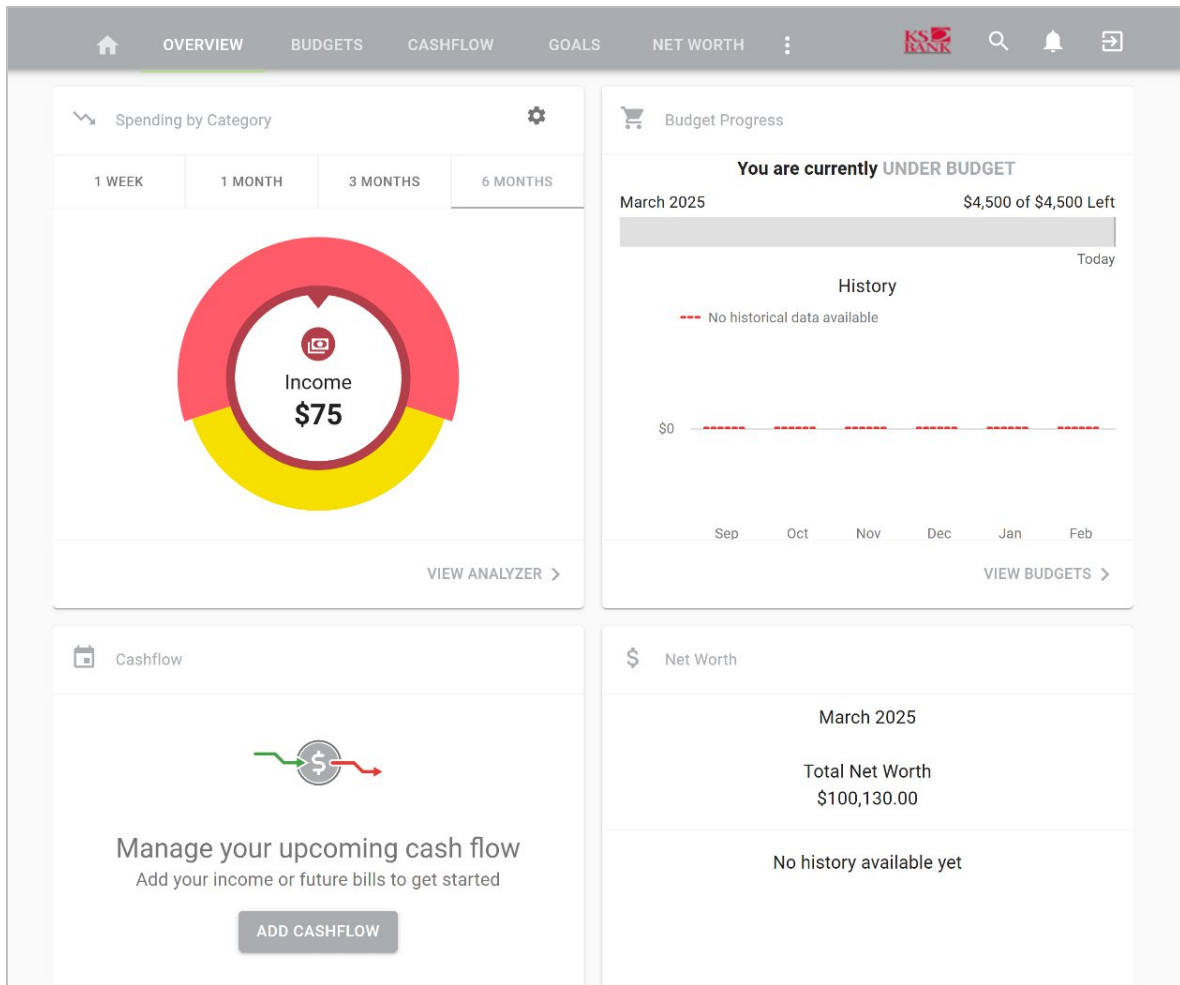 OVERVIEW BUDGETS CASHFLOW GOALS NET WORTH KS BANK
Spending by Category
1 WEEK 1 MONTH 3 MONTHS 6 MONTHS
Income
$75
VIEW ANALYZER
Budget Progress
You are currently UNDER BUDGET
March 2025 $4,500 of $4,500 Left
Today
History
No historical data available
$0
Sep Oct Nov Dec Jan Feb
VIEW BUDGETS
Cashflow
$
Manage your upcoming cash flow
Add your income or future bills to get started
ADD CASHFLOW
$ Net Worth
March 2025
Total Net Worth
$100,130.00
No history available yet